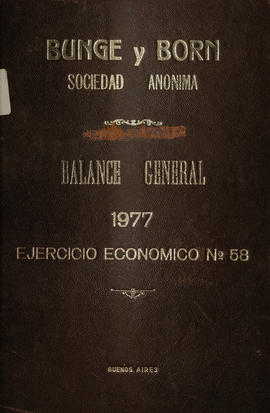 BUNGE y BORN
SOCIEDAD ANONIMA
BALANCE GENERAL
1977
EJERCICIO ECONOMICO Nº 58
BUENOS AIRES